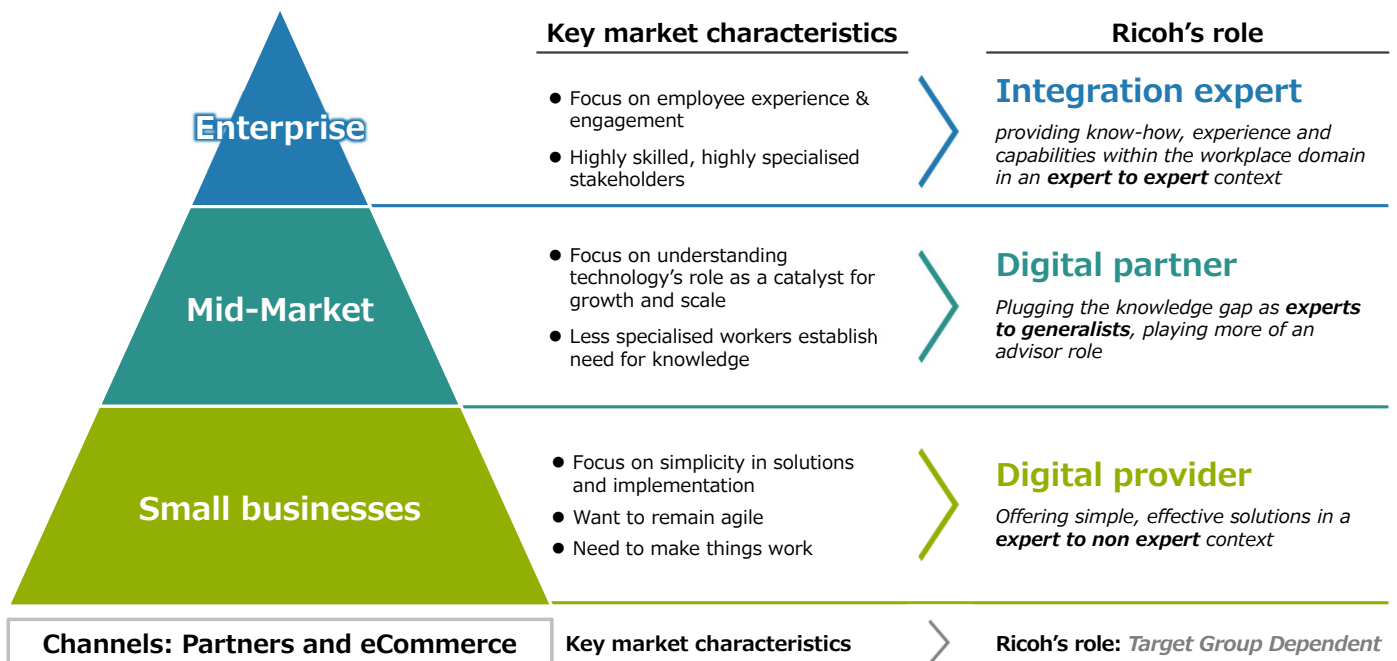 Key market characteristics
Ricoh's role
Enterprise
● Focus on employee experience &
engagement
● Highly skilled, highly specialised
stakeholders
Integration expert
providing know-how, experience and
capabilities within the workplace domain
in an expert to expert context
Mid-Market
● Focus on understanding
technology's role as a catalyst for
growth and scale
● Less specialised workers establish
need for knowledge
Digital partner
Plugging the knowledge gap as experts
to generalists, playing more of an
advisor role
Small businesses
● Focus on simplicity in solutions
and implementation
● Want to remain agile
● Need to make things work
Digital provider
Offering simple, effective solutions in a
expert to non expert context
Channels: Partners and eCommerce
Key market characteristics
Ricoh's role: Target Group Dependent